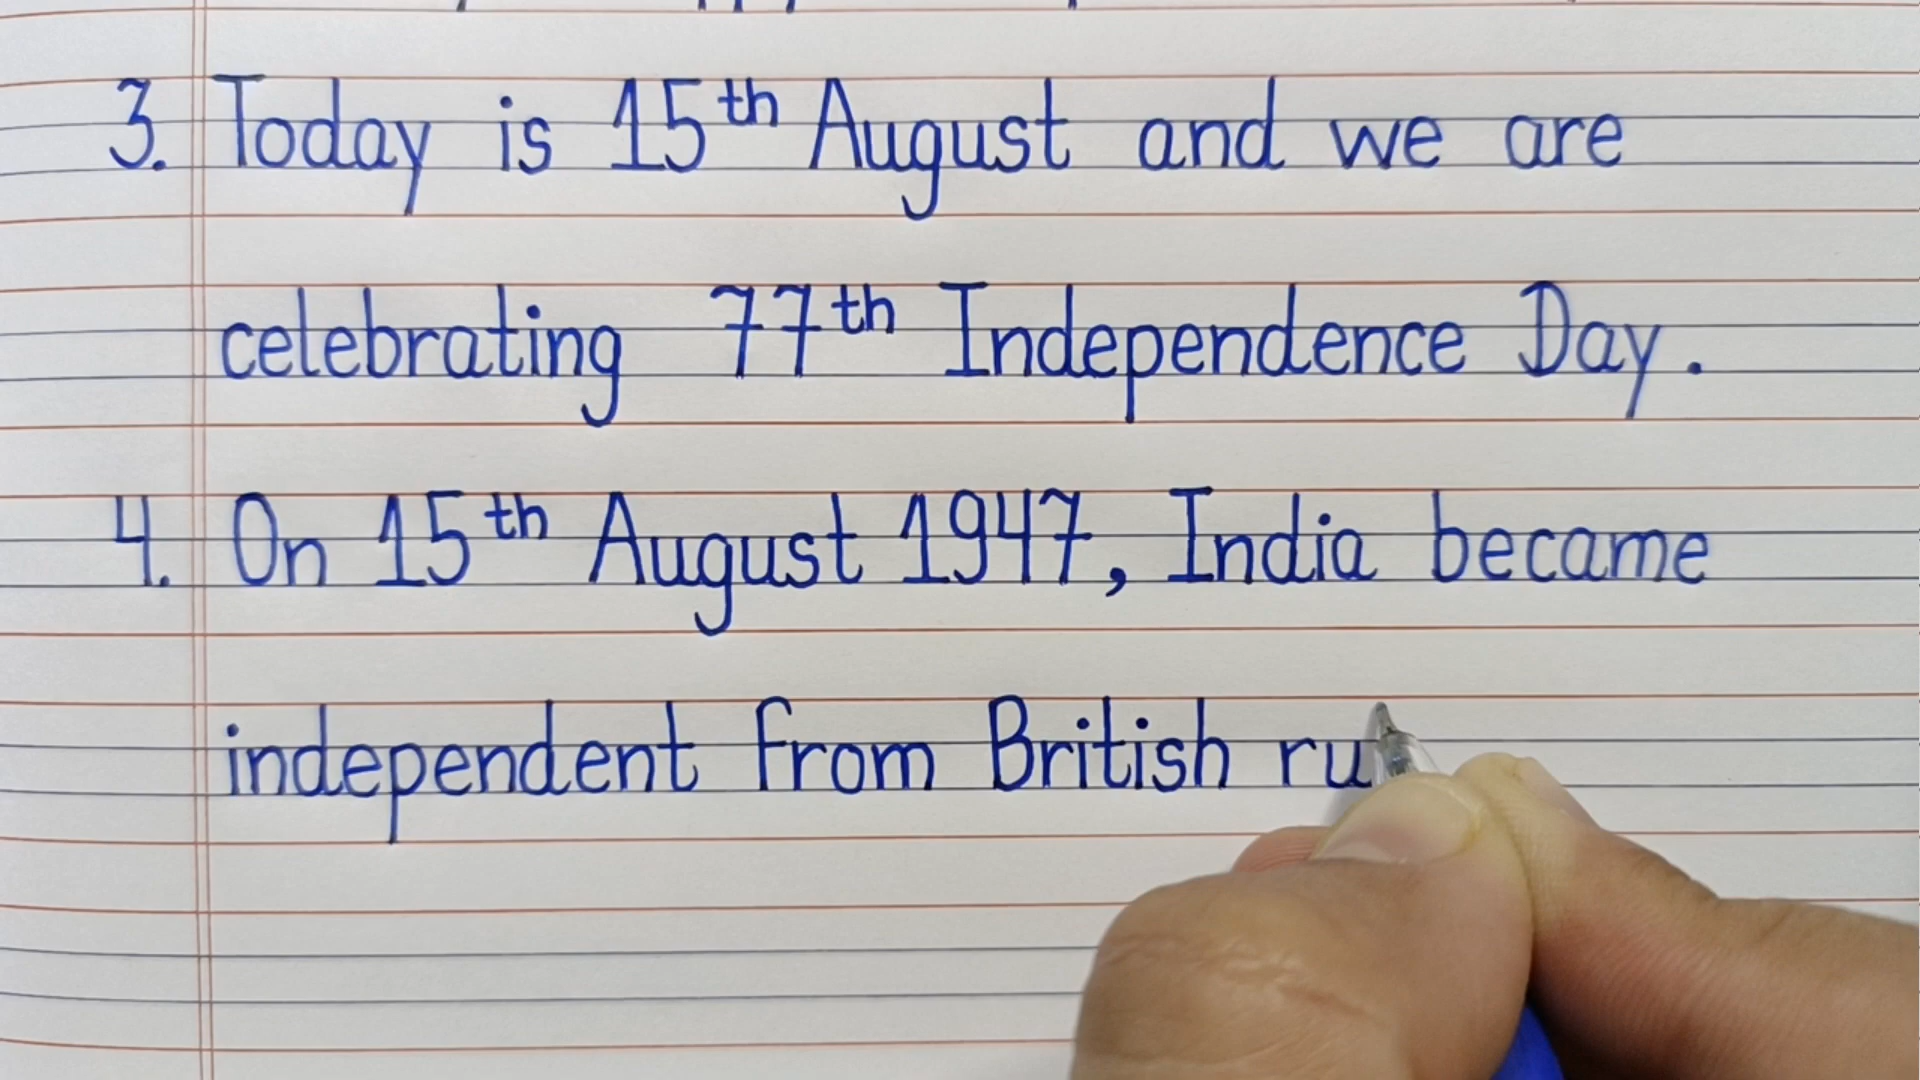 3. Today is 15th August and we are
celebrating 77th Independence Day.
4. On 15th August 1947, India became
independent from British ru